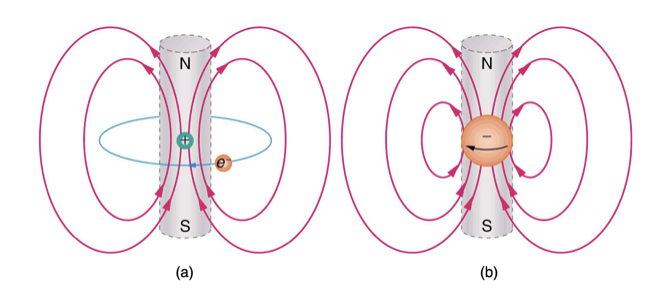 N N
+ e⁻ −
S S
(a) (b)